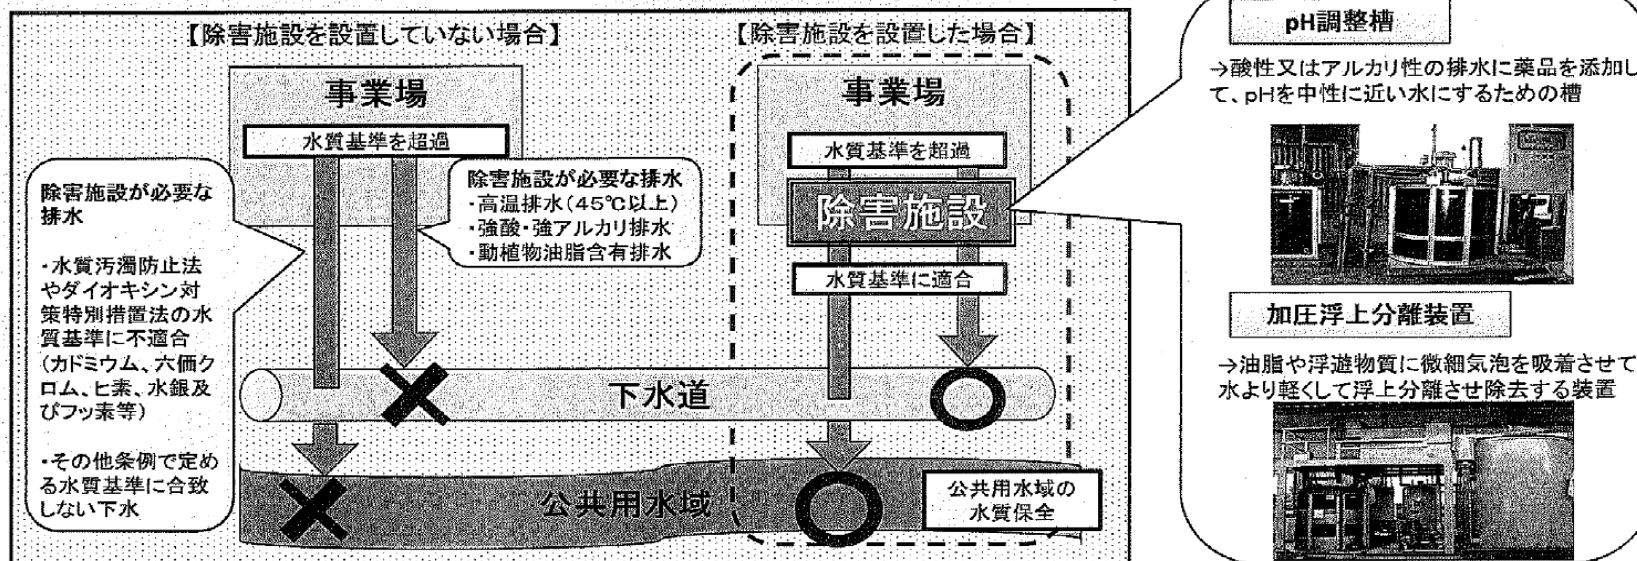 【除害施設を設置していない場合】
事業場
水質基準を超過
除害施設が必要な
排水
・水質汚濁防止法
やダイオキシン対
策特別措置法の水
質基準に不適合
(カドミウム、六価ク
ロム、ヒ素、水銀及
びフッ素等)
・その他条例で定め
る水質基準に合致
しない下水
除害施設が必要な排水
・高温排水(45℃以上)
・強酸・強アルカリ排水
・動植物油脂含有排水
【除害施設を設置した場合】
事業場
水質基準を超過
除害施設
水質基準に適合
下水道
公共用水域
公共用水域の
水質保全
pH調整槽
→酸性又はアルカリ性の排水に薬品を添加し
て、pHを中性に近い水にするための槽
加圧浮上分離装置
→油脂や浮遊物質に微細気泡を吸着させて
水より軽くして浮上分離させ除去する装置